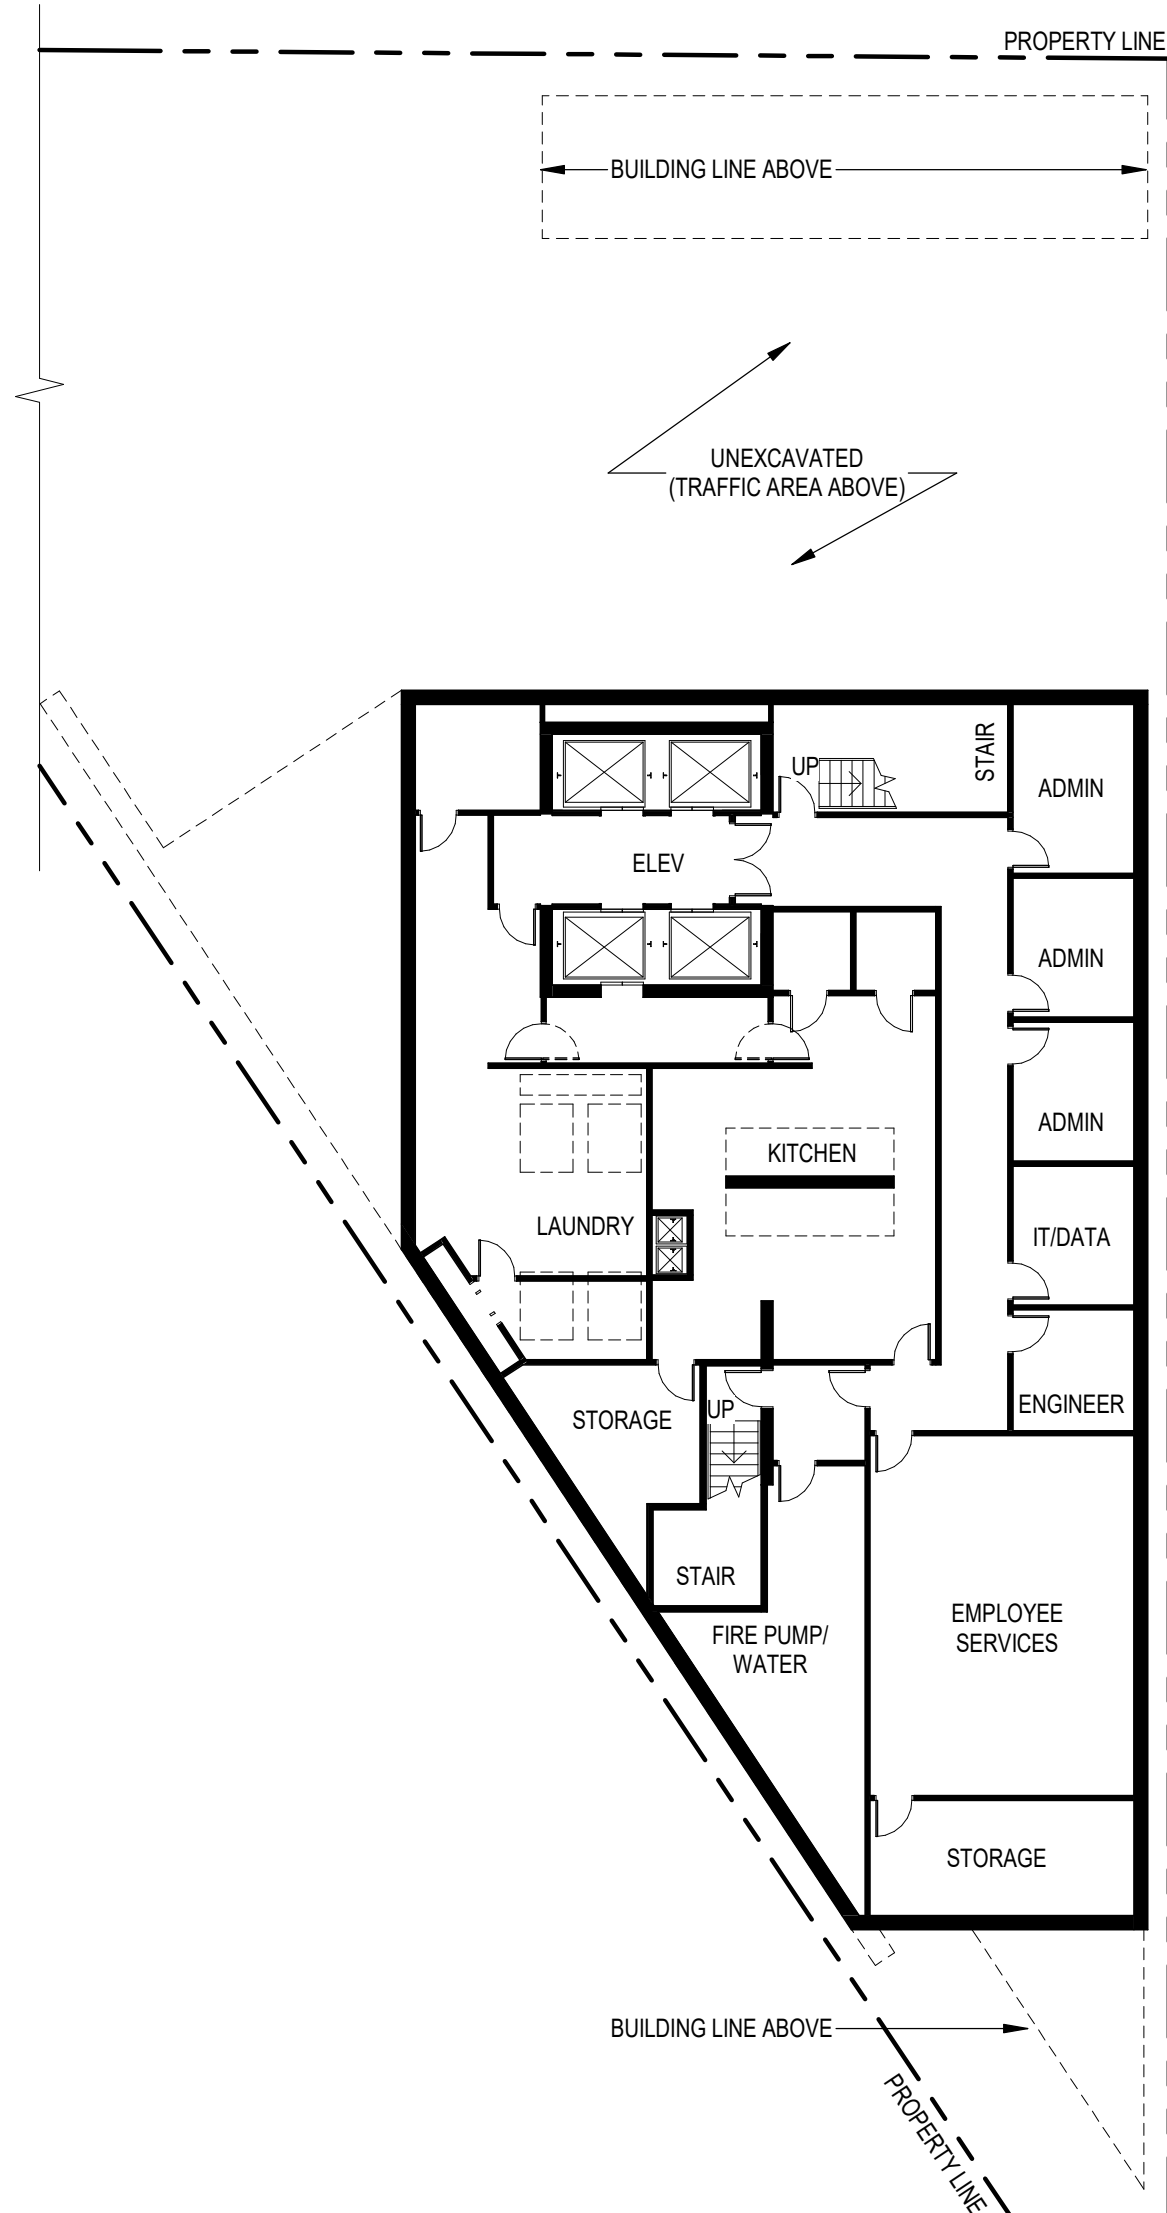 PROPERTY LINE
BUILDING LINE ABOVE
UNEXCAVATED
(TRAFFIC AREA ABOVE)
STAIR
UP
ADMIN
ELEV
ADMIN
ADMIN
KITCHEN
LAUNDRY
IT/DATA
ENGINEER
UP
STORAGE
STAIR
EMPLOYEE
SERVICES
FIRE PUMP/
WATER
STORAGE
BUILDING LINE ABOVE
PROPERTY LINE